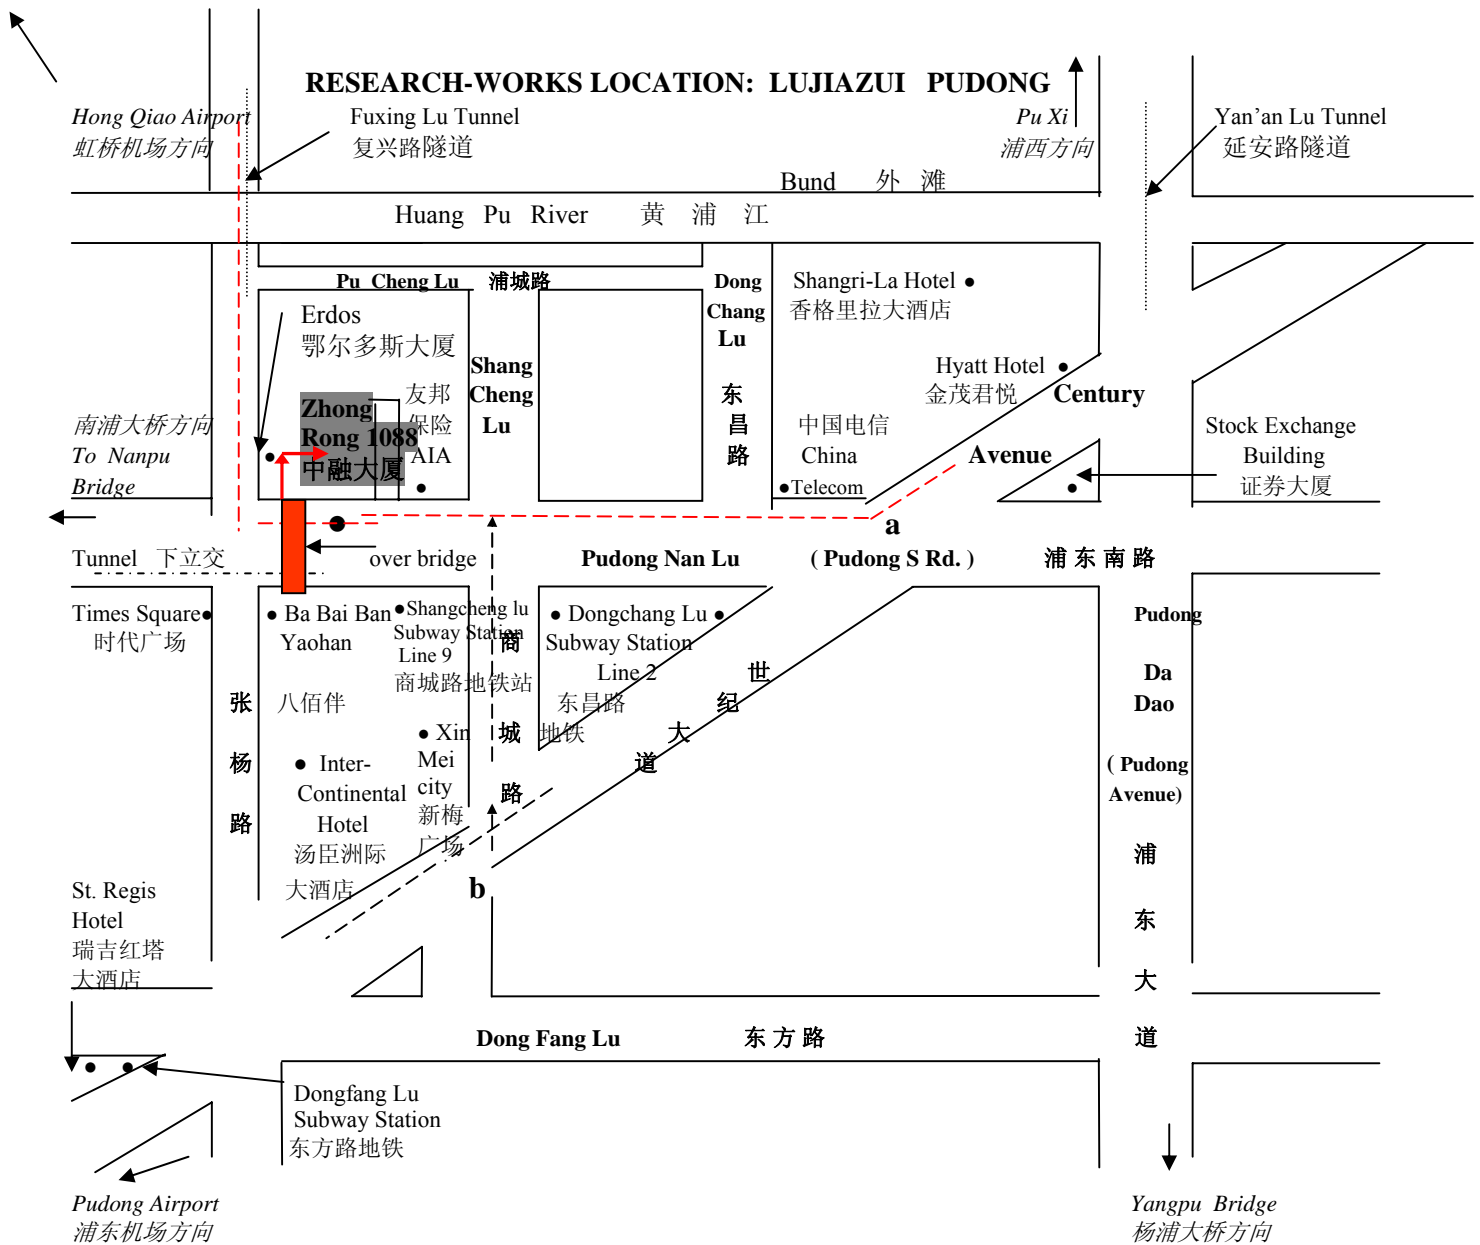 RESEARCH-WORKS LOCATION: LUJIAZUI PUDONG
Hong Qiao Airport
虹桥机场方向
Fuxing Lu Tunnel
复兴路隧道
Pu Xi
浦西方向
Yan'an Lu Tunnel
延安路隧道
Bund 外 滩
Huang Pu River 黄 浦 江
Pu Cheng Lu 浦城路
Dong
Chang
Lu
东
昌
路
Shangri-La Hotel
香格里拉大酒店
Erdos
鄂尔多斯大厦
Shang
Cheng
Lu
Hyatt Hotel
金茂君悦
Century
Avenue
Zhong
Rong 1088
中融大厦
友邦
保险
AIA
中国电信
China
Telecom
南浦大桥方向
To Nanpu
Bridge
Stock Exchange
Building
证券大厦
a
Tunnel 下立交
over bridge
Pudong Nan Lu ( Pudong S Rd. ) 浦 东 南 路
Times Square
时代广场
Ba Bai Ban
Yaohan
八佰伴
Shangcheng lu
Subway Station
Line 9
商城路地铁站
商
城
路
Dongchang Lu
Subway Station
Line 2
东昌路
地铁
世
纪
大
道
Pudong
Da
Dao
( Pudong
Avenue)
浦
东
大
道
张
杨
路
Xin
Mei
city
新梅
广场
Inter-
Continental
Hotel
汤臣洲际
大酒店
b
St. Regis
Hotel
瑞吉红塔
大酒店
Dong Fang Lu 东 方 路
Dongfang Lu
Subway Station
东方路地铁
Pudong Airport
浦东机场方向
Yangpu Bridge
杨浦大桥方向